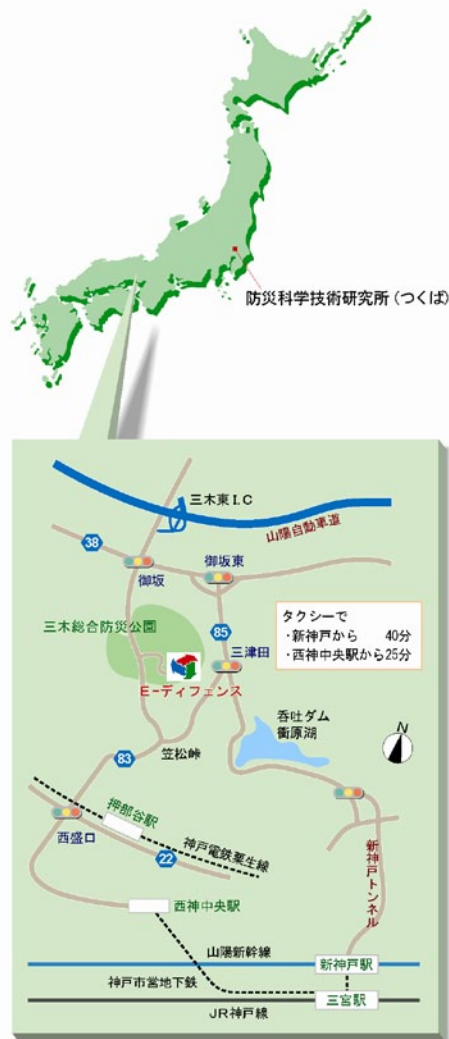 防災科学技術研究所(つくば)
三木東I.C
山陽自動車道
38
御坂東
御坂
三木総合防災公園
85
タクシーで
・新神戸から 40分
・西神中央駅から25分
三津田
E-ディフェンス
呑吐ダム
衝原湖
N
笠松峠
83
押部谷駅
西盛口
神戸電鉄粟生線
22
新神戸トンネル
西神中央駅
山陽新幹線
新神戸駅
神戸市営地下鉄
三宮駅
JR神戸線